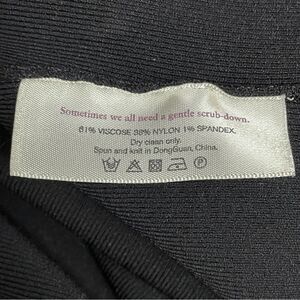 Sometimes we all need a gentle scrub-down.
61% VISCOSE 38% NYLON 1% SPANDEX.
Dry clean only.
Spun and knit in DongGuan, China.